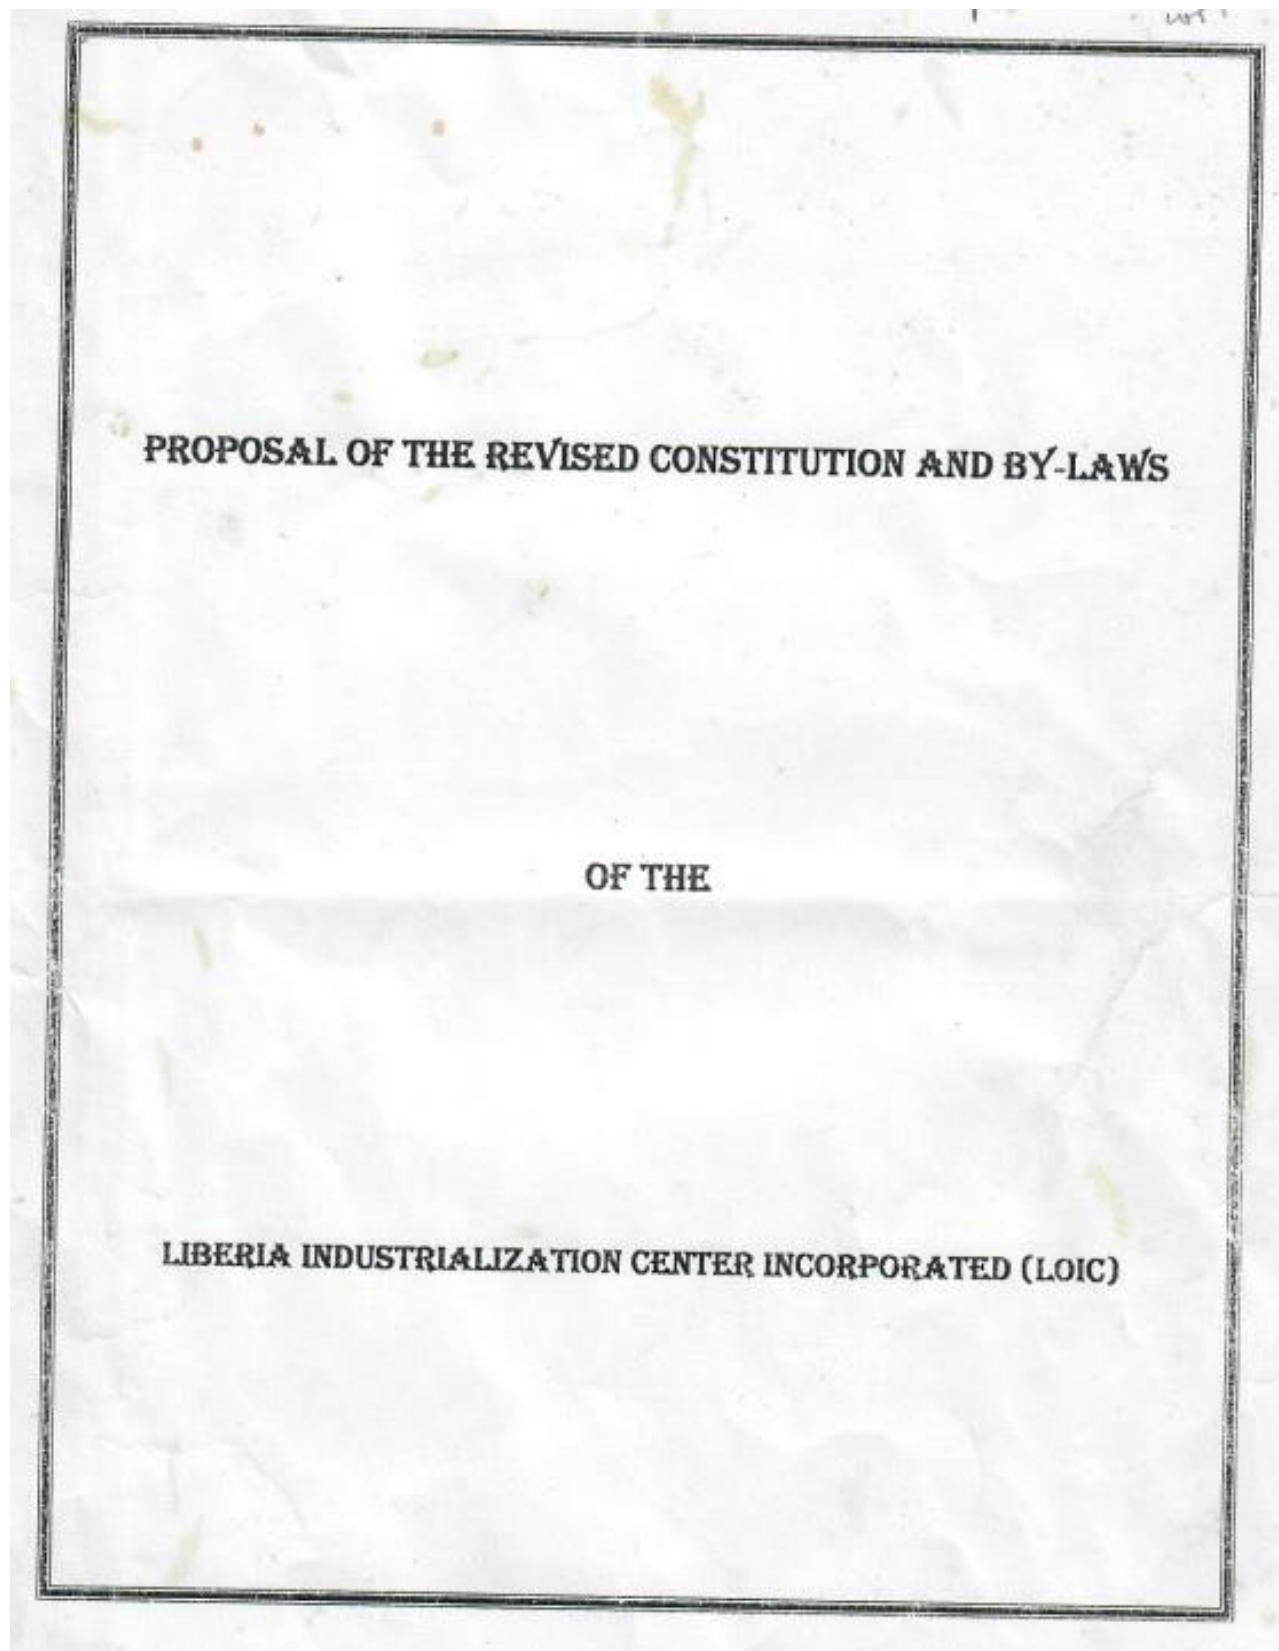 PROPOSAL OF THE REVISED CONSTITUTION AND BY-LAWS
OF THE
LIBERIA INDUSTRIALIZATION CENTER INCORPORATED (LOIC)